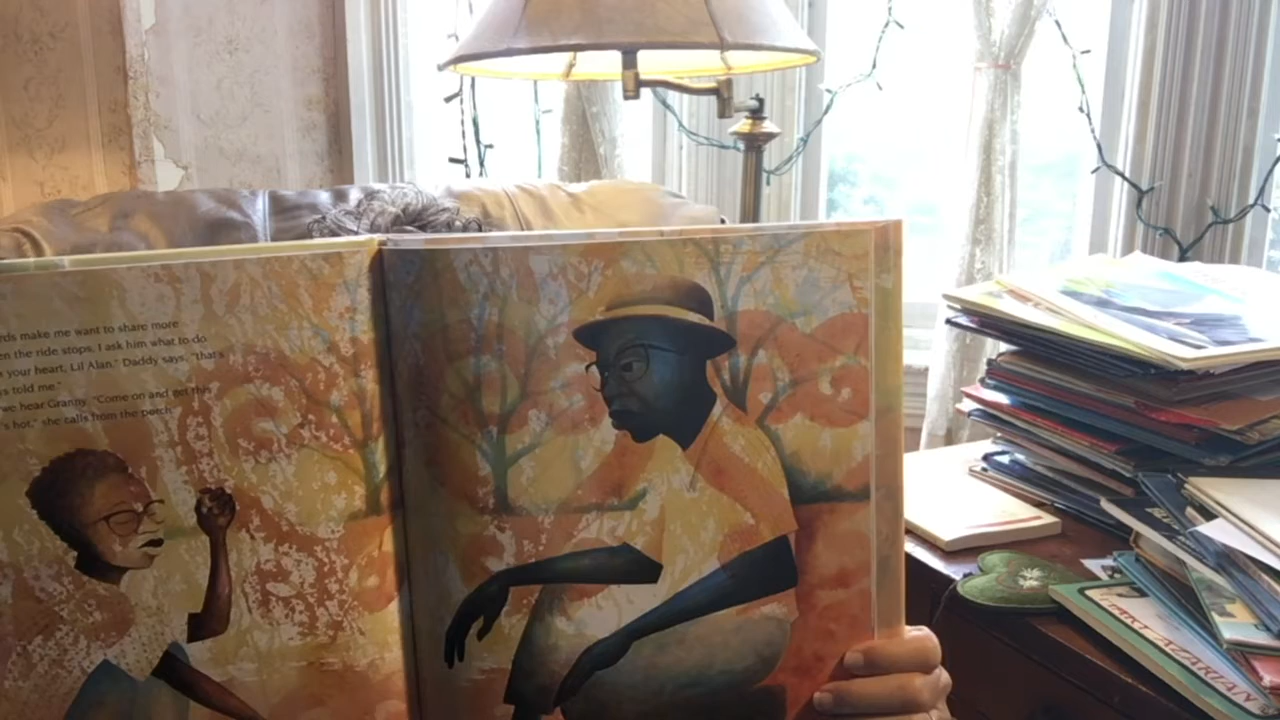 rds make me want to share more
en the ride stops, I ask him what to do
your heart, Lil Alan." Daddy says, "that's
s told me."
we hear Granny. "Come on and get this
's hot," she calls from the porch.
MARY AZARIAN